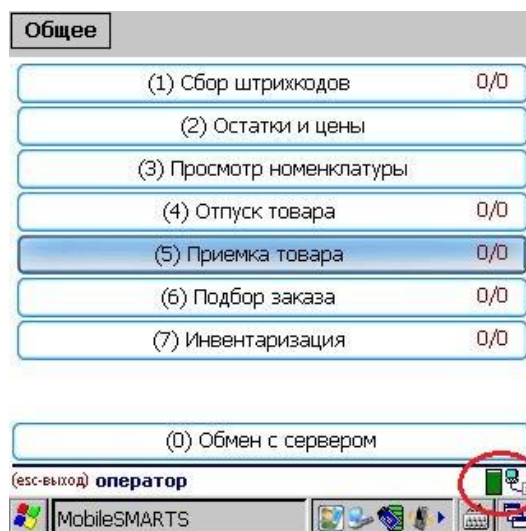 Общее
(1) Сбор штрихкодов 0/0
(2) Остатки и цены
(3) Просмотр номенклатуры
(4) Отпуск товара 0/0
(5) Приемка товара 0/0
(6) Подбор заказа 0/0
(7) Инвентаризация 0/0
(0) Обмен с сервером
(esc-выход) оператор
MobileSMARTS